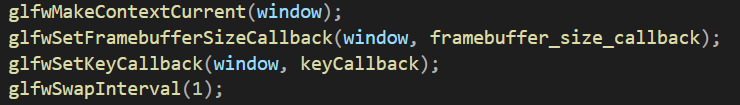 glfwMakeContextCurrent(window);
glfwSetFramebufferSizeCallback(window, framebuffer_size_callback);
glfwSetKeyCallback(window, keyCallback);
glfwSwapInterval(1);